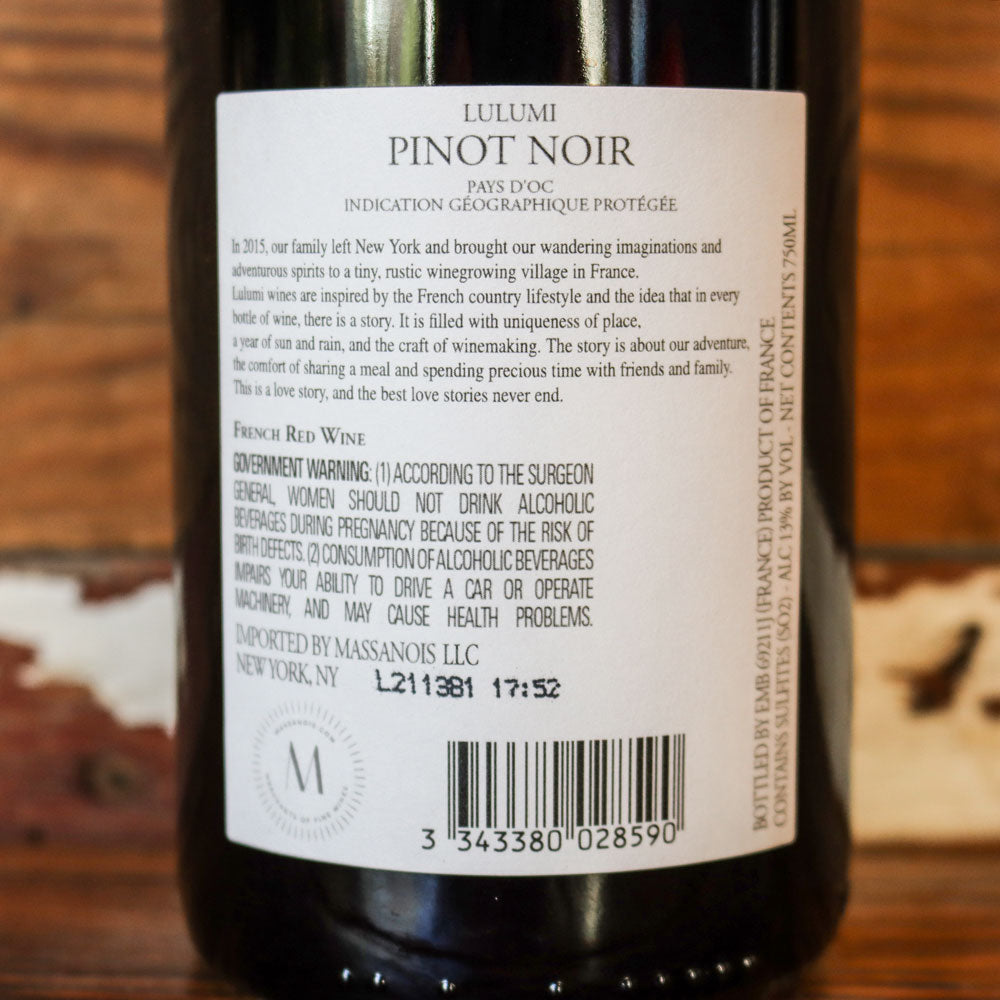 LULUMI
PINOT NOIR
PAYS D'OC
INDICATION GÉOGRAPHIQUE PROTÉGÉE
In 2015, our family left New York and brought our wandering imaginations and
adventurous spirits to a tiny, rustic winegrowing village in France.
Lulumi wines are inspired by the French country lifestyle and the idea that in every
bottle of wine, there is a story. It is filled with uniqueness of place,
a year of sun and rain, and the craft of winemaking. The story is about our adventure,
the comfort of sharing a meal and spending precious time with friends and family.
This is a love story, and the best love stories never end.
FRENCH RED WINE
GOVERNMENT WARNING: (1) ACCORDING TO THE SURGEON
GENERAL, WOMEN SHOULD NOT DRINK ALCOHOLIC
BEVERAGES DURING PREGNANCY BECAUSE OF THE RISK OF
BIRTH DEFECTS. (2) CONSUMPTION OF ALCOHOLIC BEVERAGES
IMPAIRS YOUR ABILITY TO DRIVE A CAR OR OPERATE
MACHINERY, AND MAY CAUSE HEALTH PROBLEMS.
IMPORTED BY MASSANOIS LLC
NEW YORK, NY
L211381 17:52
MASSANOIS.COM
M
MERCHANTS OF FINE WINES
3 343380 028590
BOTTLED BY EMB 69211J (FRANCE) PRODUCT OF FRANCE
CONTAINS SULFITES (SO2) - ALC 13% BY VOL - NET CONTENTS 750ML